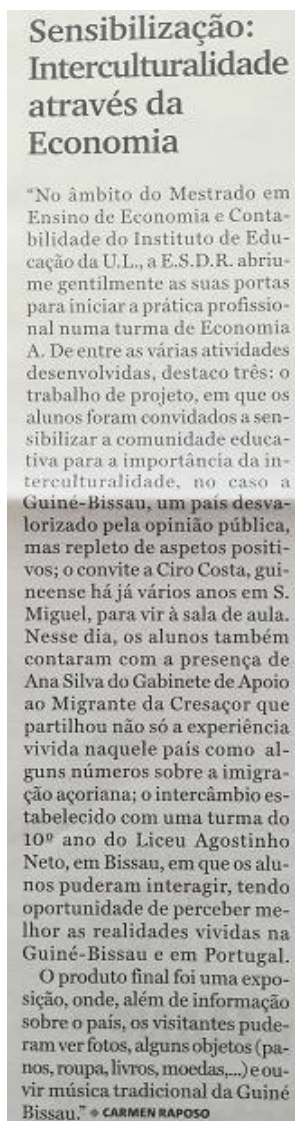 Sensibilização:
Interculturalidade
através da
Economia
“No âmbito do Mestrado em
Ensino de Economia e Conta-
bilidade do Instituto de Edu-
cação da U.L., a E.S.D.R. abriu-
me gentilmente as suas portas
para iniciar a prática profissio-
nal numa turma de Economia
A. De entre as várias atividades
desenvolvidas, destaco três: o
trabalho de projeto, em que os
alunos foram convidados a sen-
sibilizar a comunidade educa-
tiva para a importância da in-
terculturalidade, no caso a
Guiné-Bissau, um país desva-
lorizado pela opinião pública,
mas repleto de aspetos positi-
vos; o convite a Ciro Costa, gui-
neense há já vários anos em S.
Miguel, para vir à sala de aula.
Nesse dia, os alunos também
contaram com a presença de
Ana Silva do Gabinete de Apoio
ao Migrante da Cresaçor que
partilhou não só a experiência
vivida naquele país como al-
guns números sobre a imigra-
ção açoriana; o intercâmbio es-
tabelecido com uma turma do
10º ano do Liceu Agostinho
Neto, em Bissau, em que os alu-
nos puderam interagir, tendo
oportunidade de perceber me-
lhor as realidades vividas na
Guiné-Bissau e em Portugal.
O produto final foi uma expo-
sição, onde, além de informação
sobre o país, os visitantes pude-
ram ver fotos, alguns objetos (pa-
nos, roupa, livros, moedas,...) e ou-
vir música tradicional da Guiné
Bissau.” ♦ CARMEN RAPOSO